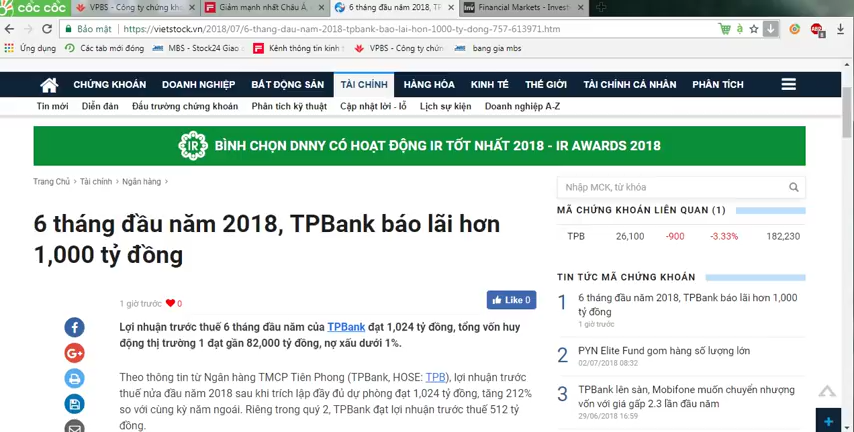 cốc cốc
VPBS - Công ty chứng kho
Giảm mạnh nhất Châu Á,
6 tháng đầu năm 2018, TP
Financial Markets - Invest
Bảo mật
https://vietstock.vn/2018/07/6-thang-dau-nam-2018-tpbank-bao-lai-hon-1000-ty-dong-757-613971.htm
Ứng dụng
Các tab mới đóng
MBS - Stock24 Giao d
Kênh thông tin kinh t
VPBS - Công ty chứn
bang gia mbs
CHỨNG KHOÁN DOANH NGHIỆP BẤT ĐỘNG SẢN TÀI CHÍNH HÀNG HÓA KINH TẾ THẾ GIỚI TÀI CHÍNH CÁ NHÂN PHÂN TÍCH
Tin mới Diễn đàn Đấu trường chứng khoán Phân tích kỹ thuật Cập nhật lời - lỗ Lịch sự kiện Doanh nghiệp A-Z
IR BÌNH CHỌN DNNY CÓ HOẠT ĐỘNG IR TỐT NHẤT 2018 - IR AWARDS 2018
Trang Chủ > Tài chính > Ngân hàng >
6 tháng đầu năm 2018, TPBank báo lãi hơn
1,000 tỷ đồng
1 giờ trước 0
Like 0
Lợi nhuận trước thuế 6 tháng đầu năm của TPBank đạt 1,024 tỷ đồng, tổng vốn huy
động thị trường 1 đạt gần 82,000 tỷ đồng, nợ xấu dưới 1%.
Theo thông tin từ Ngân hàng TMCP Tiên Phong (TPBank, HOSE: TPB), lợi nhuận trước
thuế nửa đầu năm 2018 sau khi trích lập đầy đủ dự phòng đạt 1,024 tỷ đồng, tăng 212%
so với cùng kỳ năm ngoái. Riêng trong quý 2, TPBank đạt lợi nhuận trước thuế 512 tỷ
đồng.
Nhập MCK, từ khóa
MÃ CHỨNG KHOÁN LIÊN QUAN (1)
TPB 26,100 -900 -3.33% 182,230
TIN TỨC MÃ CHỨNG KHOÁN
1 6 tháng đầu năm 2018, TPBank báo lãi hơn 1,000
tỷ đồng
1 giờ trước
2 PYN Elite Fund gom hàng số lượng lớn
02/07/2018 08:32
3 TPBank lên sàn, Mobifone muốn chuyển nhượng
vốn với giá gấp 2.3 lần đầu năm
29/06/2018 16:59